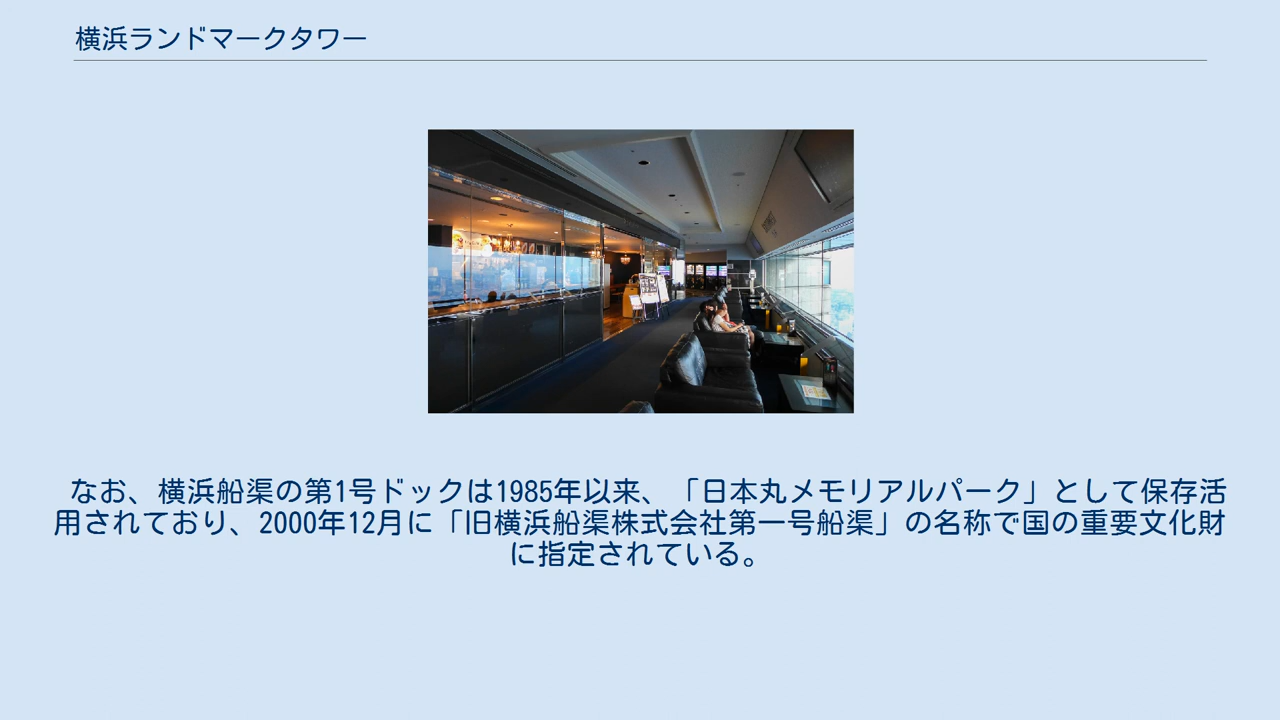 横浜ランドマークタワー
なお、横浜船渠の第1号ドックは1985年以来、「日本丸メモリアルパーク」として保存活
用されており、2000年12月に「旧横浜船渠株式会社第一号船渠」の名称で国の重要文化財
に指定されている。